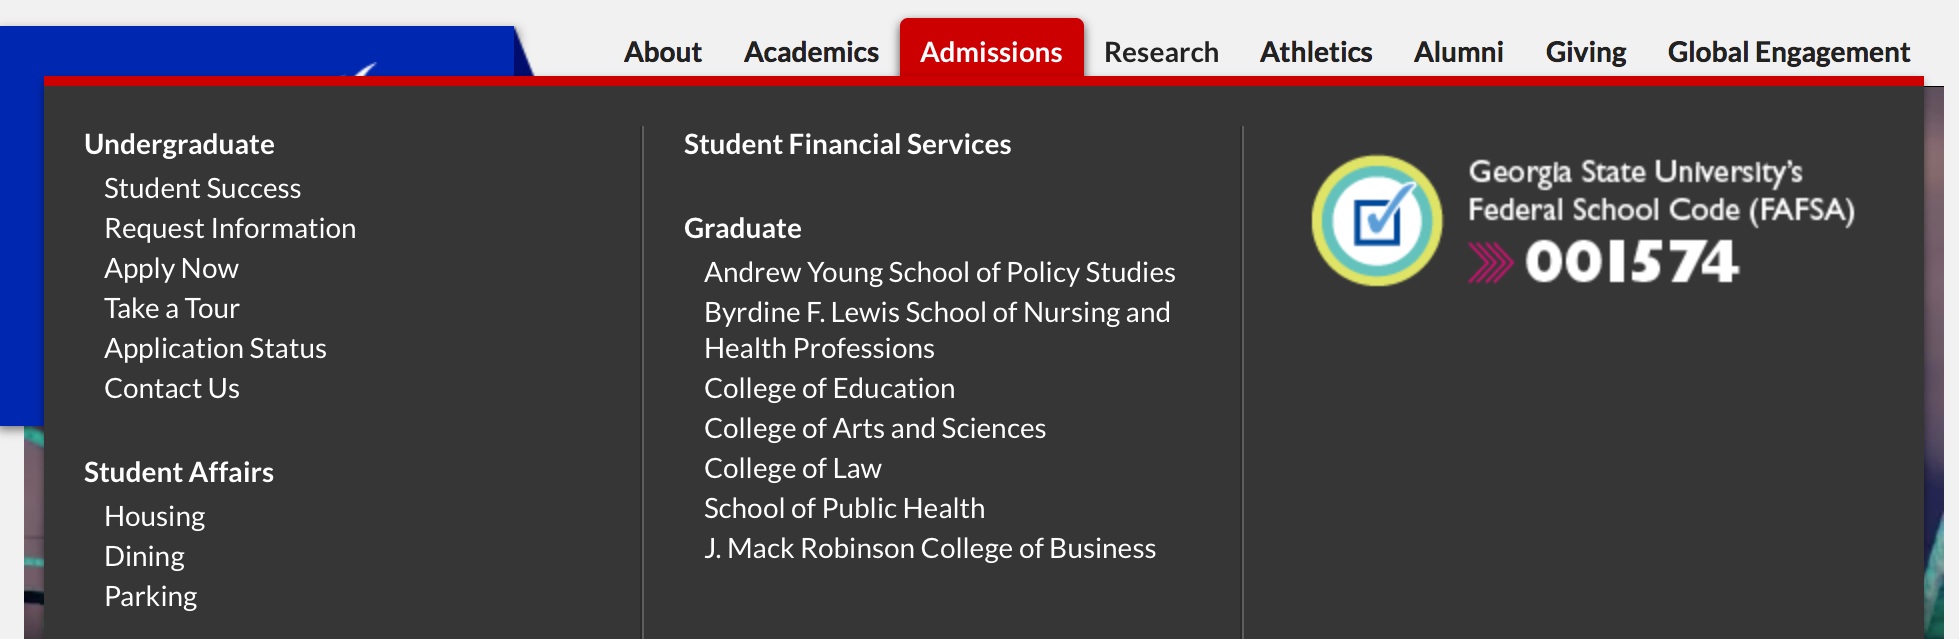 About Academics Admissions Research Athletics Alumni Giving Global Engagement
Undergraduate
Student Success
Request Information
Apply Now
Take a Tour
Application Status
Contact Us
Student Affairs
Housing
Dining
Parking
Student Financial Services
Graduate
Andrew Young School of Policy Studies
Byrdine F. Lewis School of Nursing and
Health Professions
College of Education
College of Arts and Sciences
College of Law
School of Public Health
J. Mack Robinson College of Business
Georgia State University's
Federal School Code (FAFSA)
001574